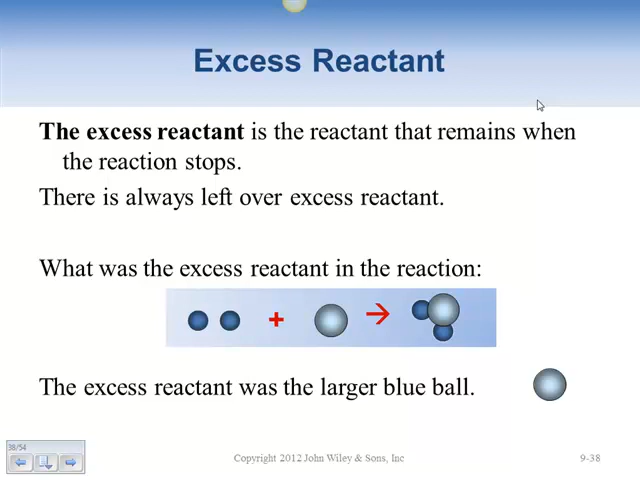 Excess Reactant
The excess reactant is the reactant that remains when
the reaction stops.
There is always left over excess reactant.
What was the excess reactant in the reaction:
+ →
The excess reactant was the larger blue ball.
38/54
Copyright 2012 John Wiley & Sons, Inc
9-38